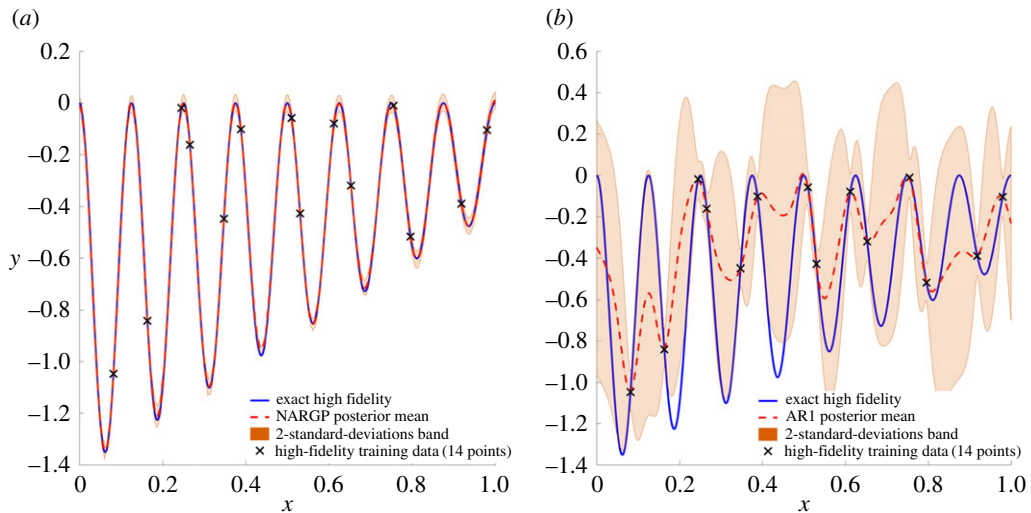 (a)
0.2
0
−0.2
−0.4
−0.6
y
−0.8
−1.0
−1.2
−1.4
0 0.2 0.4 0.6 0.8 1.0
x
exact high fidelity
NARGP posterior mean
2-standard-deviations band
high-fidelity training data (14 points)
(b)
0.6
0.4
0.2
0
−0.2
−0.4
−0.6
−0.8
−1.0
−1.2
−1.4
0 0.2 0.4 0.6 0.8 1.0
x
exact high fidelity
AR1 posterior mean
2-standard-deviations band
high-fidelity training data (14 points)